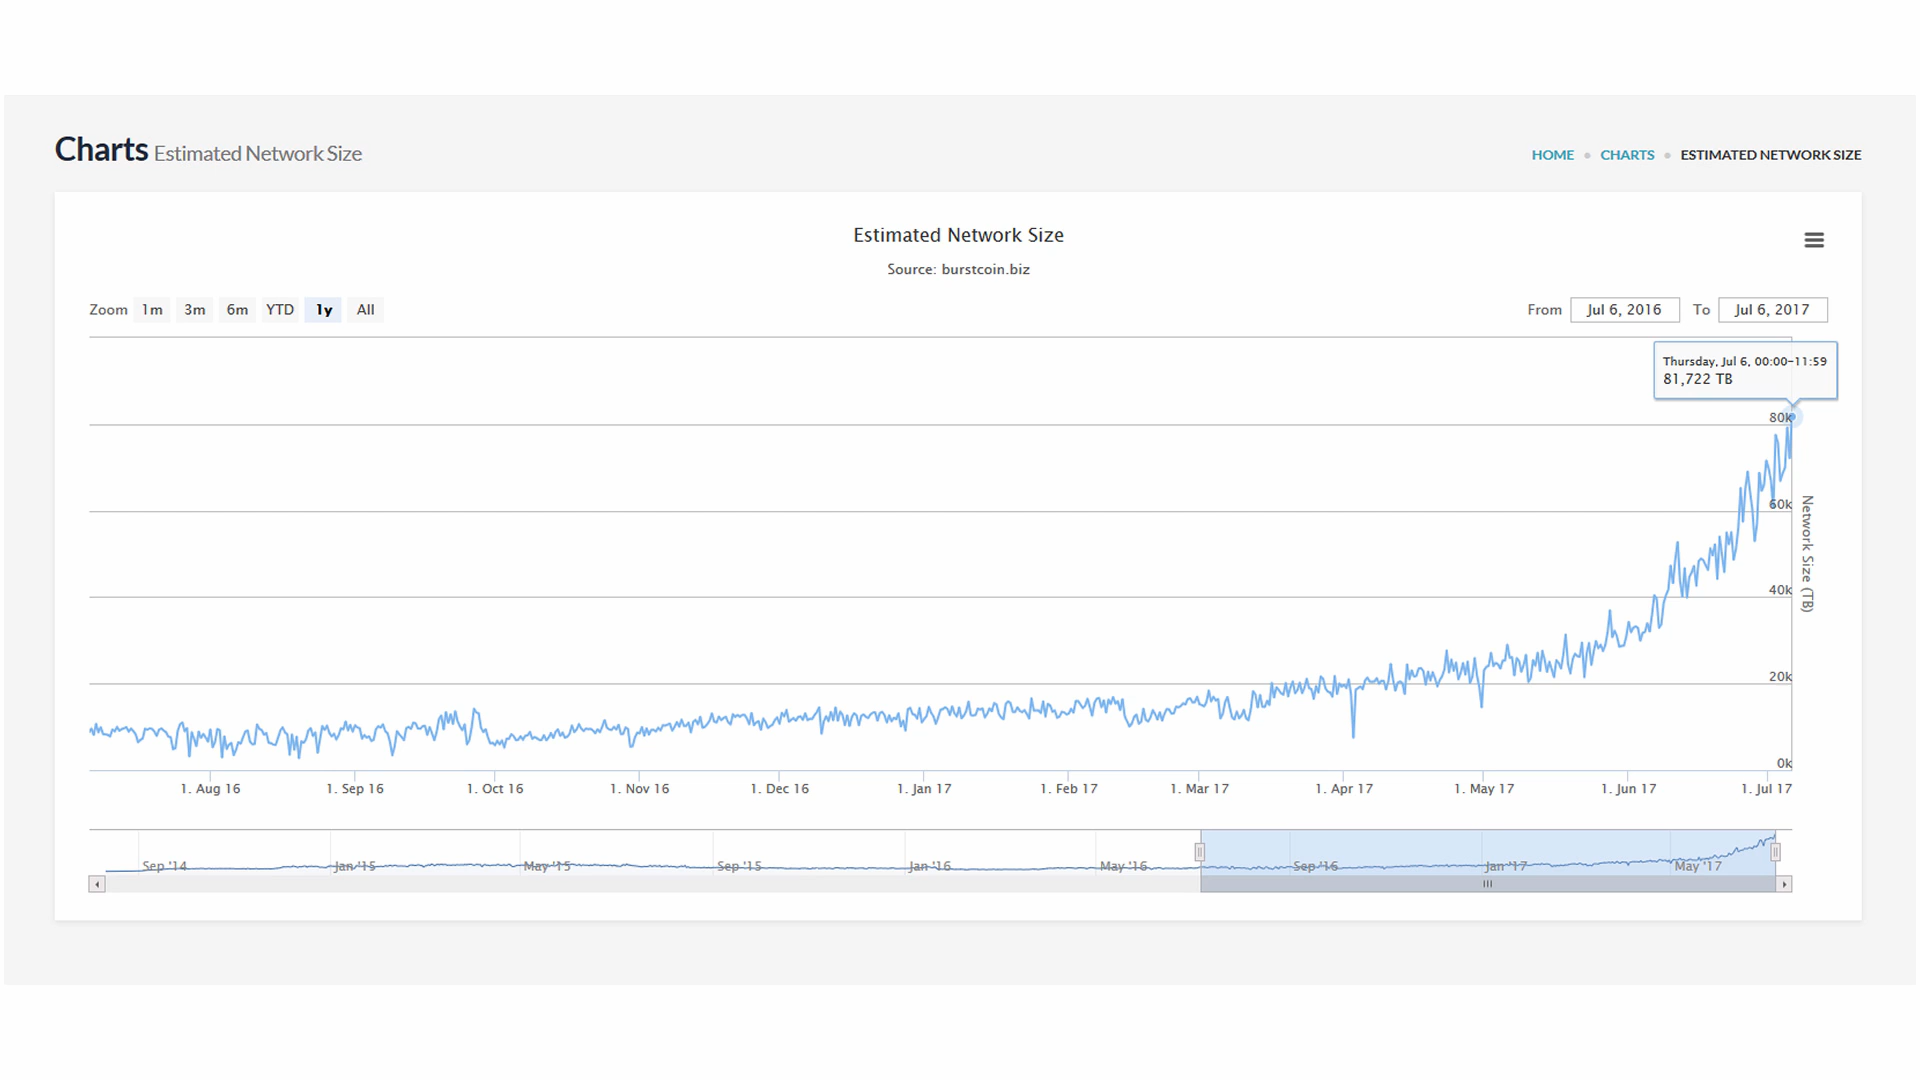 Charts Estimated Network Size
HOME • CHARTS • ESTIMATED NETWORK SIZE
Estimated Network Size
Source: burstcoin.biz
Zoom 1m 3m 6m YTD 1y All
From Jul 6, 2016 To Jul 6, 2017
Thursday, Jul 6, 00:00-11:59
81,722 TB
80k
60k
40k
20k
0k
Network Size (TB)
1. Aug 16 1. Sep 16 1. Oct 16 1. Nov 16 1. Dec 16 1. Jan 17 1. Feb 17 1. Mar 17 1. Apr 17 1. May 17 1. Jun 17 1. Jul 17
Sep '14 Jan '15 May '15 Sep '15 Jan '16 May '16 Sep '16 Jan '17 May '17